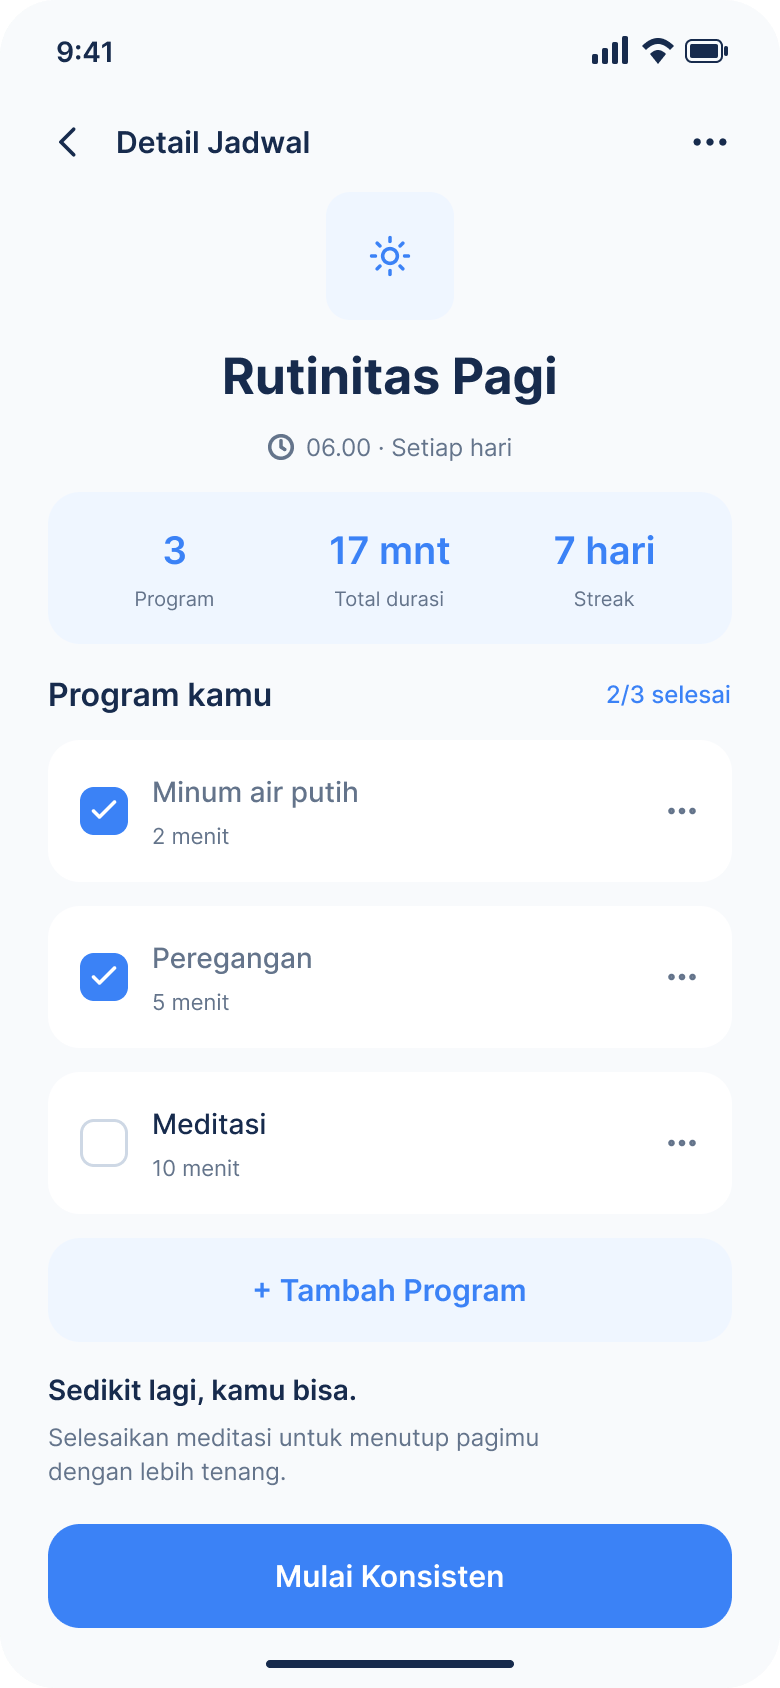 9:41
Detail Jadwal
Rutinitas Pagi
06.00 · Setiap hari
3
Program
17 mnt
Total durasi
7 hari
Streak
Program kamu
2/3 selesai
Minum air putih
2 menit
Peregangan
5 menit
Meditasi
10 menit
+ Tambah Program
Sedikit lagi, kamu bisa.
Selesaikan meditasi untuk menutup pagimu
dengan lebih tenang.
Mulai Konsisten